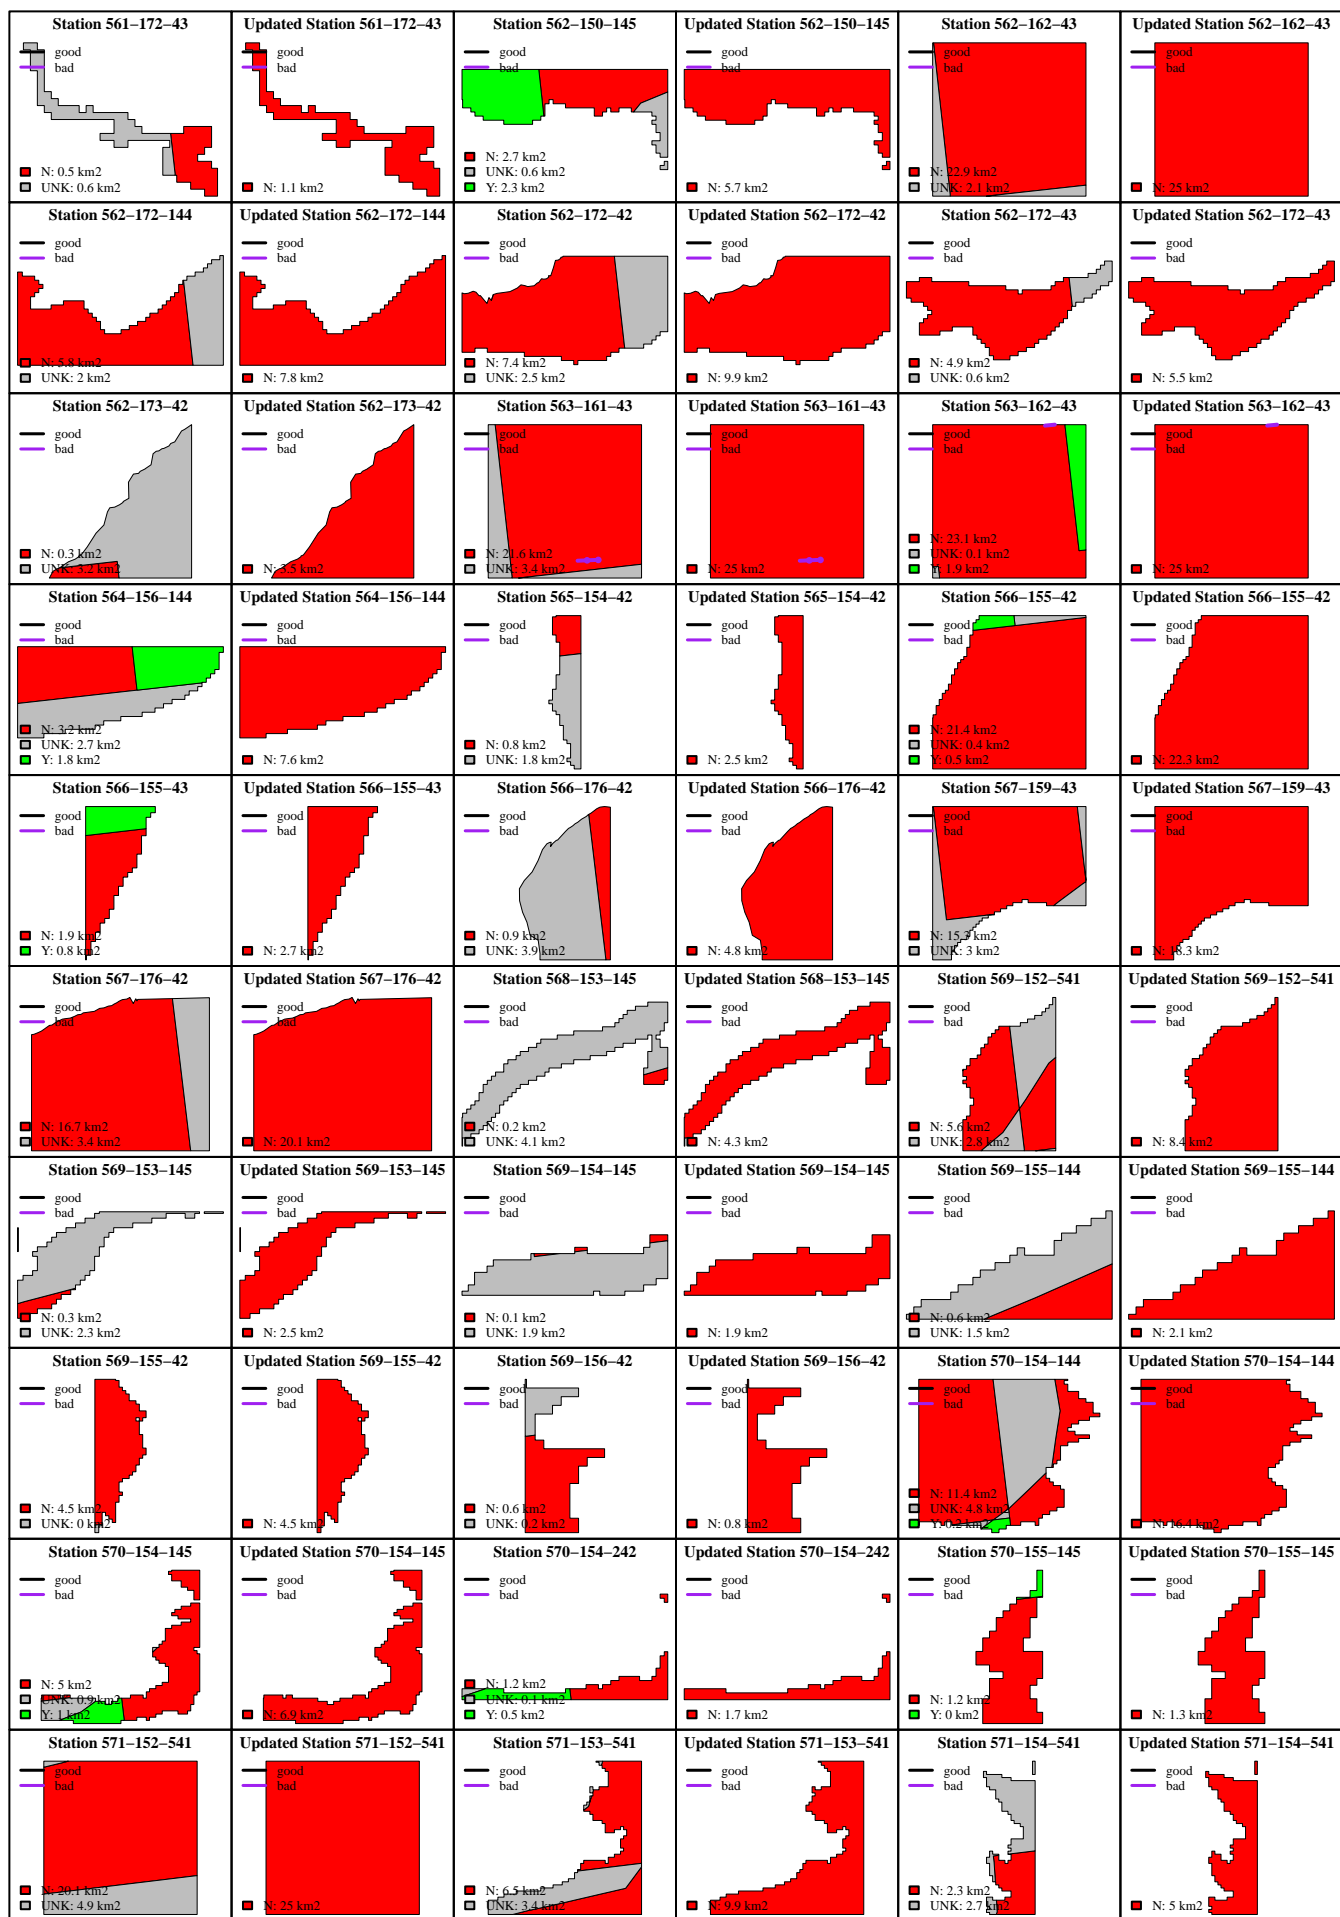 Station 561−172−43
good
bad
N: 0.5 km2
UNK: 0.6 km2
Updated Station 561−172−43
good
bad
N: 1.1 km2
Station 562−150−145
good
bad
N: 2.7 km2
UNK: 0.6 km2
Y: 2.3 km2
Updated Station 562−150−145
good
bad
N: 5.7 km2
Station 562−162−43
good
bad
N: 22.9 km2
UNK: 2.1 km2
Updated Station 562−162−43
good
bad
N: 25 km2
Station 562−172−144
good
bad
N: 5.8 km2
UNK: 2 km2
Updated Station 562−172−144
good
bad
N: 7.8 km2
Station 562−172−42
good
bad
N: 7.4 km2
UNK: 2.5 km2
Updated Station 562−172−42
good
bad
N: 9.9 km2
Station 562−172−43
good
bad
N: 4.9 km2
UNK: 0.6 km2
Updated Station 562−172−43
good
bad
N: 5.5 km2
Station 562−173−42
good
bad
N: 0.3 km2
UNK: 3.2 km2
Updated Station 562−173−42
good
bad
N: 3.5 km2
Station 563−161−43
good
bad
N: 21.6 km2
UNK: 3.4 km2
Updated Station 563−161−43
good
bad
N: 25 km2
Station 563−162−43
good
bad
N: 23.1 km2
UNK: 0.1 km2
Y: 1.9 km2
Updated Station 563−162−43
good
bad
N: 25 km2
Station 564−156−144
good
bad
N: 3.2 km2
UNK: 2.7 km2
Y: 1.8 km2
Updated Station 564−156−144
good
bad
N: 7.6 km2
Station 565−154−42
good
bad
N: 0.8 km2
UNK: 1.8 km2
Updated Station 565−154−42
good
bad
N: 2.5 km2
Station 566−155−42
good
bad
N: 21.4 km2
UNK: 0.4 km2
Y: 0.5 km2
Updated Station 566−155−42
good
bad
N: 22.3 km2
Station 566−155−43
good
bad
N: 1.9 km2
Y: 0.8 km2
Updated Station 566−155−43
good
bad
N: 2.7 km2
Station 566−176−42
good
bad
N: 0.9 km2
UNK: 3.9 km2
Updated Station 566−176−42
good
bad
N: 4.8 km2
Station 567−159−43
good
bad
N: 15.3 km2
UNK: 3 km2
Updated Station 567−159−43
good
bad
N: 18.3 km2
Station 567−176−42
good
bad
N: 16.7 km2
UNK: 3.4 km2
Updated Station 567−176−42
good
bad
N: 20.1 km2
Station 568−153−145
good
bad
N: 0.2 km2
UNK: 4.1 km2
Updated Station 568−153−145
good
bad
N: 4.3 km2
Station 569−152−541
good
bad
N: 5.6 km2
UNK: 2.8 km2
Updated Station 569−152−541
good
bad
N: 8.4 km2
Station 569−153−145
good
bad
N: 0.3 km2
UNK: 2.3 km2
Updated Station 569−153−145
good
bad
N: 2.5 km2
Station 569−154−145
good
bad
N: 0.1 km2
UNK: 1.9 km2
Updated Station 569−154−145
good
bad
N: 1.9 km2
Station 569−155−144
good
bad
N: 0.6 km2
UNK: 1.5 km2
Updated Station 569−155−144
good
bad
N: 2.1 km2
Station 569−155−42
good
bad
N: 4.5 km2
UNK: 0 km2
Updated Station 569−155−42
good
bad
N: 4.5 km2
Station 569−156−42
good
bad
N: 0.6 km2
UNK: 0.2 km2
Updated Station 569−156−42
good
bad
N: 0.8 km2
Station 570−154−144
good
bad
N: 11.4 km2
UNK: 4.8 km2
Y: 0.2 km2
Updated Station 570−154−144
good
bad
N: 16.4 km2
Station 570−154−145
good
bad
N: 5 km2
UNK: 0.9 km2
Y: 1 km2
Updated Station 570−154−145
good
bad
N: 6.9 km2
Station 570−154−242
good
bad
N: 1.2 km2
UNK: 0.1 km2
Y: 0.5 km2
Updated Station 570−154−242
good
bad
N: 1.7 km2
Station 570−155−145
good
bad
N: 1.2 km2
Y: 0 km2
Updated Station 570−155−145
good
bad
N: 1.3 km2
Station 571−152−541
good
bad
N: 20.1 km2
UNK: 4.9 km2
Updated Station 571−152−541
good
bad
N: 25 km2
Station 571−153−541
good
bad
N: 6.5 km2
UNK: 3.4 km2
Updated Station 571−153−541
good
bad
N: 9.9 km2
Station 571−154−541
good
bad
N: 2.3 km2
UNK: 2.7 km2
Updated Station 571−154−541
good
bad
N: 5 km2